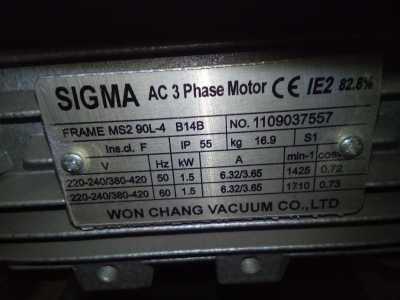 SIGMA AC 3 Phase Motor CE IE2 82.8%
FRAME MS2 90L-4 B14B NO. 1109037557
Ins.cl. F IP 55 kg 16.9 S1
V Hz kW A min-1 cosφ
220-240/380-420 50 1.5 6.32/3.65 1425 0.72
220-240/380-420 60 1.5 6.32/3.65 1710 0.73
WON CHANG VACUUM CO.,LTD